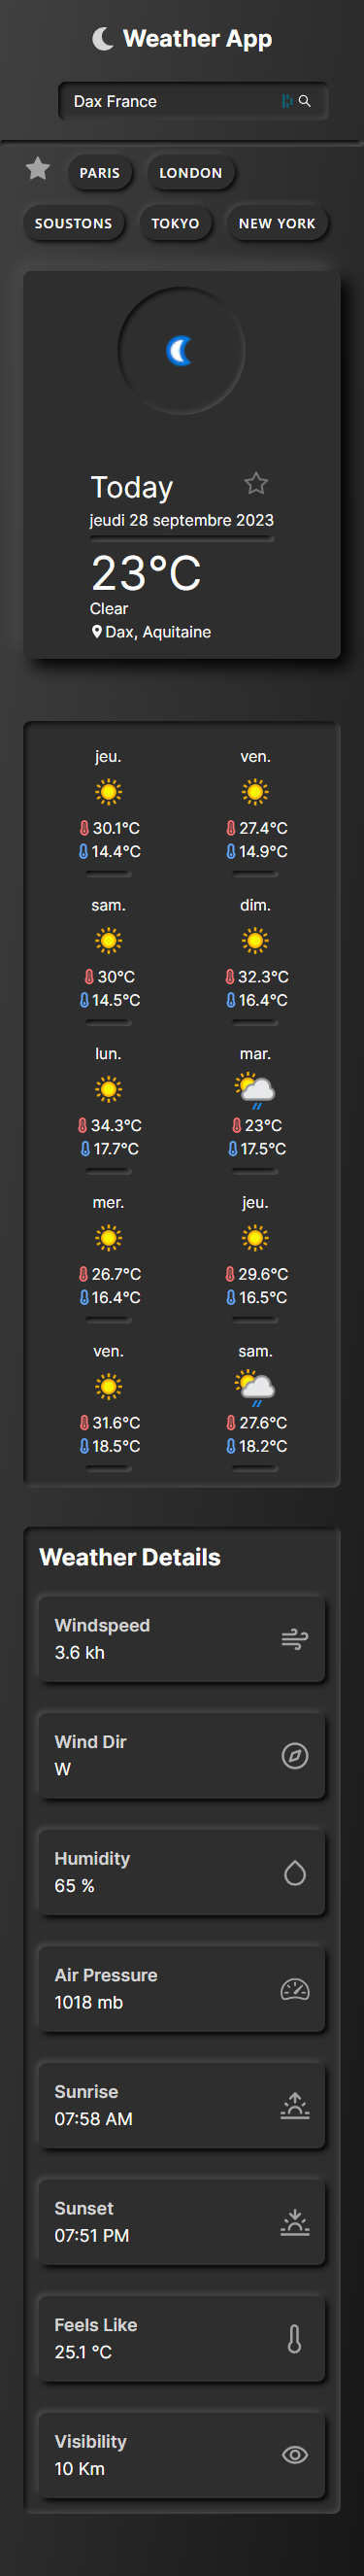 Weather App
Dax France
PARIS LONDON
SOUSTONS TOKYO NEW YORK
Today
jeudi 28 septembre 2023
23°C
Clear
Dax, Aquitaine
jeu. ven.
30.1°C 27.4°C
14.4°C 14.9°C
sam. dim.
30°C 32.3°C
14.5°C 16.4°C
lun. mar.
34.3°C 23°C
17.7°C 17.5°C
mer. jeu.
26.7°C 29.6°C
16.4°C 16.5°C
ven. sam.
31.6°C 27.6°C
18.5°C 18.2°C
Weather Details
Windspeed
3.6 kh
Wind Dir
W
Humidity
65 %
Air Pressure
1018 mb
Sunrise
07:58 AM
Sunset
07:51 PM
Feels Like
25.1 °C
Visibility
10 Km